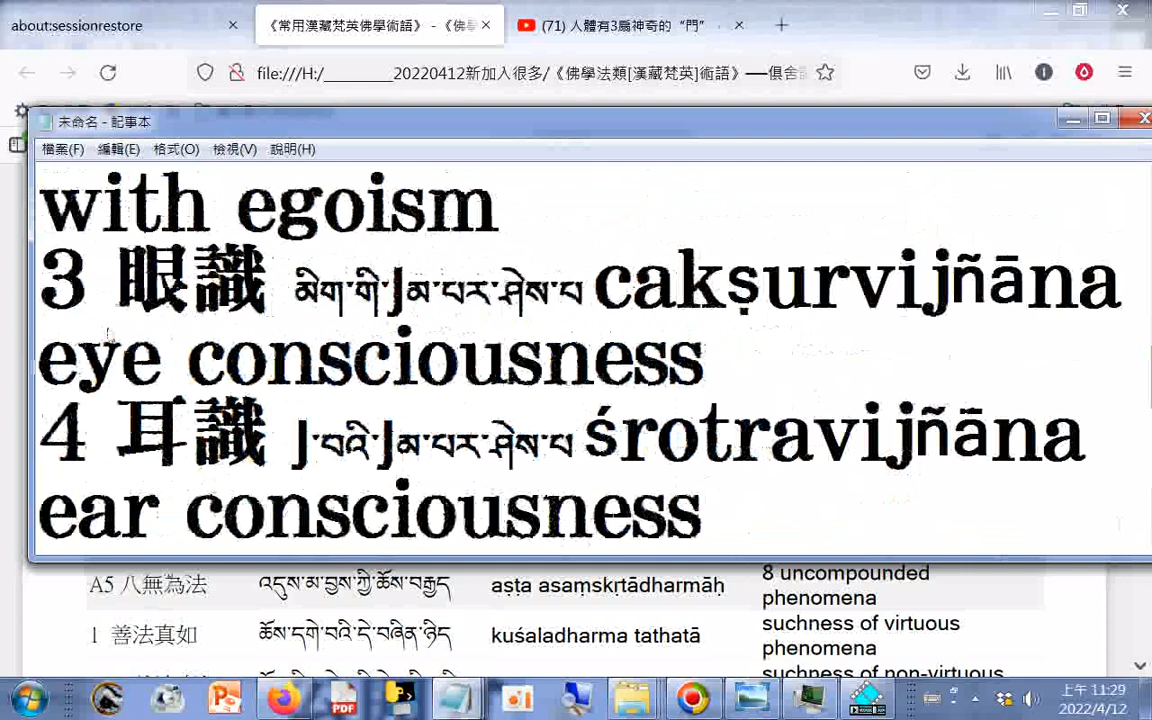 about:sessionrestore
《常用漢藏梵英佛學術語》 - 《佛學
(71) 人體有3扇神奇的“門”
file:///H:/________20220412新加入很多/《佛學法類[漢藏梵英]術語》──俱舍
未命名 - 記事本
檔案(F) 編輯(E) 格式(O) 檢視(V) 說明(H)
with egoism
3 眼識 མིག་གི་རྣམ་པར་ཤེས་པ cakṣurvijñāna
eye consciousness
4 耳識 རྣ་བའི་རྣམ་པར་ཤེས་པ śrotravijñāna
ear consciousness
A5 八無為法 འདུས་མ་བྱས་ཀྱི་ཆོས་བརྒྱད aṣṭa asaṃskṛtādharmāḥ 8 uncompounded
phenomena
1 善法真如 ཆོས་དགེ་བའི་དེ་བཞིན་ཉིད kuśaladharma tathatā suchness of virtuous
phenomena
suchness of non-virtuous
上午 11:29
2022/4/12